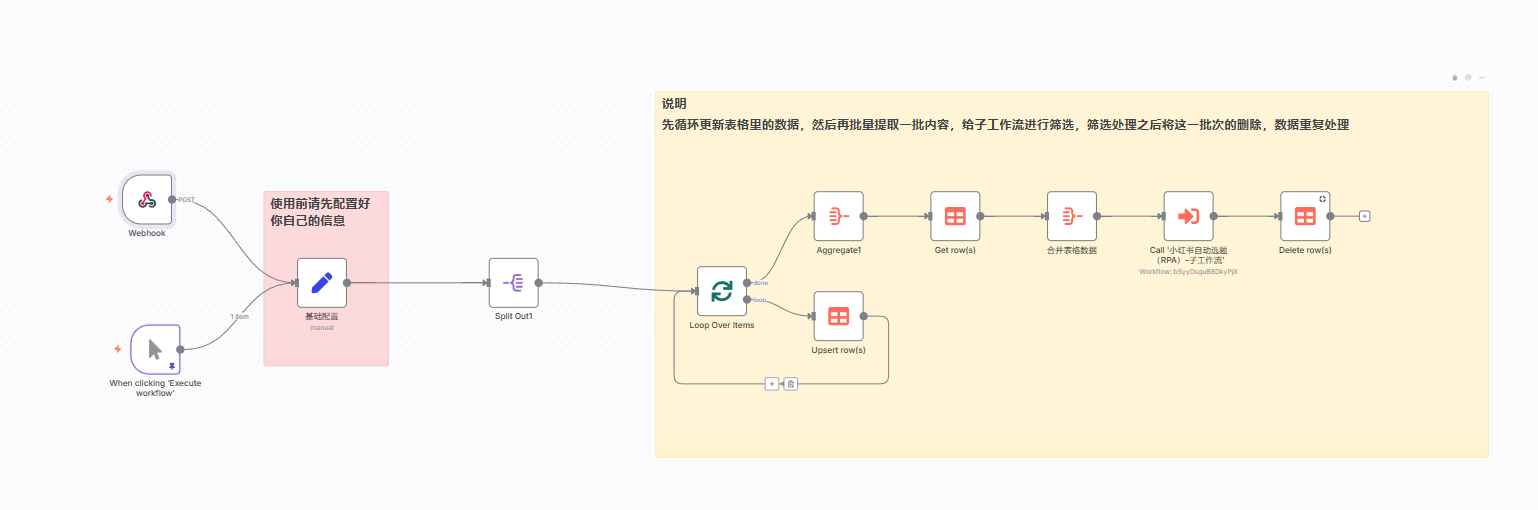 说明
先循环更新表格里的数据，然后再批量提取一批内容，给子工作流进行筛选，筛选处理之后将这一批次的删除，数据重复处理
POST
Webhook
使用前请先配置好
你自己的信息
Aggregate1
Get row(s)
合并表格数据
Call '小红书自动选题
（RPA）-子工作流'
Workflow: bSyyDsguB8DkyPjX
Delete row(s)
1 item
基础配置
manual
Split Out1
done
loop
Loop Over Items
Upsert row(s)
When clicking 'Execute
workflow'